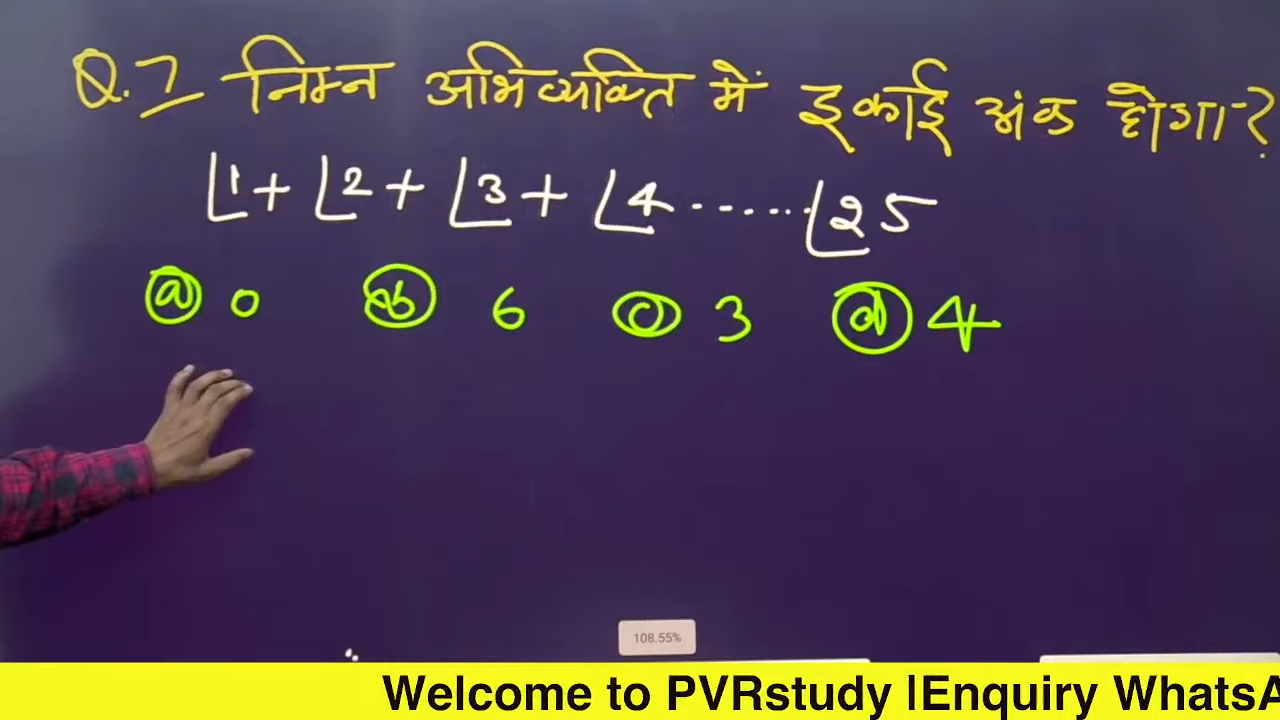 Q.7 निम्न अभिव्यक्ति में इकाई अंक होगा?
⌊1 + ⌊2 + ⌊3 + ⌊4 ...... ⌊25
(a) 0 (b) 6 (c) 3 (d) 4
108.55%
Welcome to PVRstudy |Enquiry WhatsA